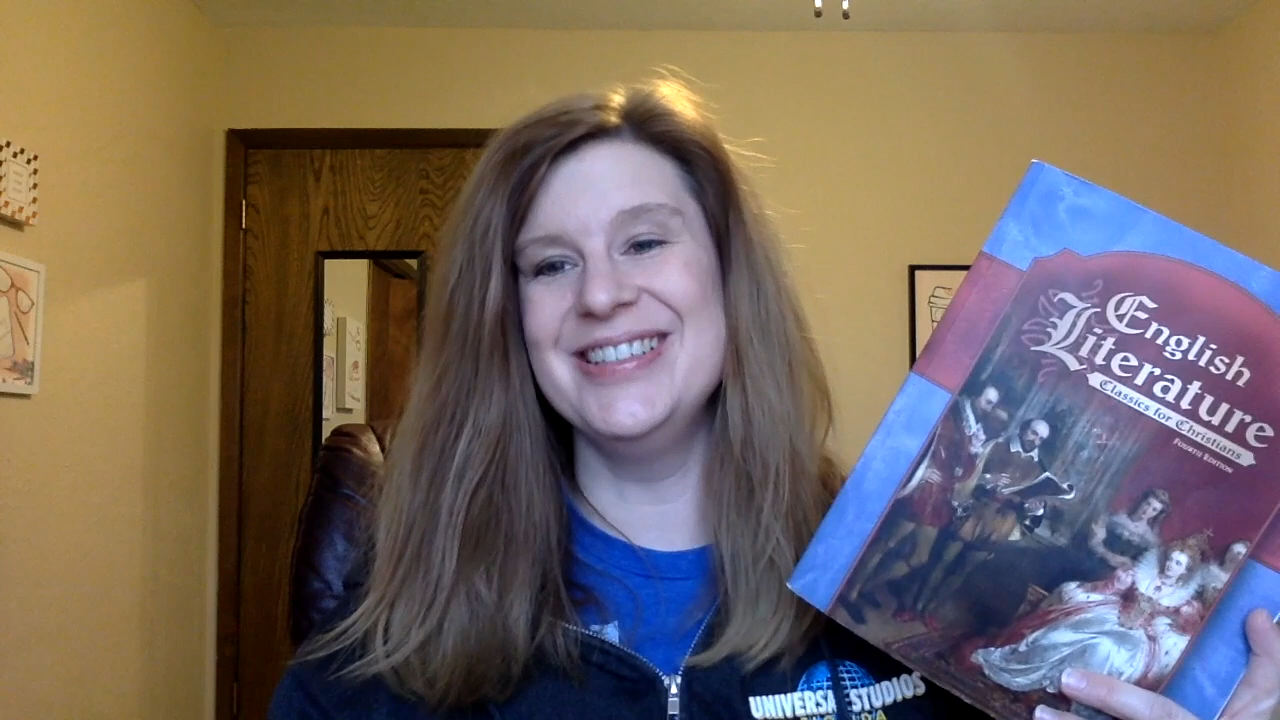 English
Literature
Classics for Christians
Fourth Edition
UNIVERSAL STUDIOS